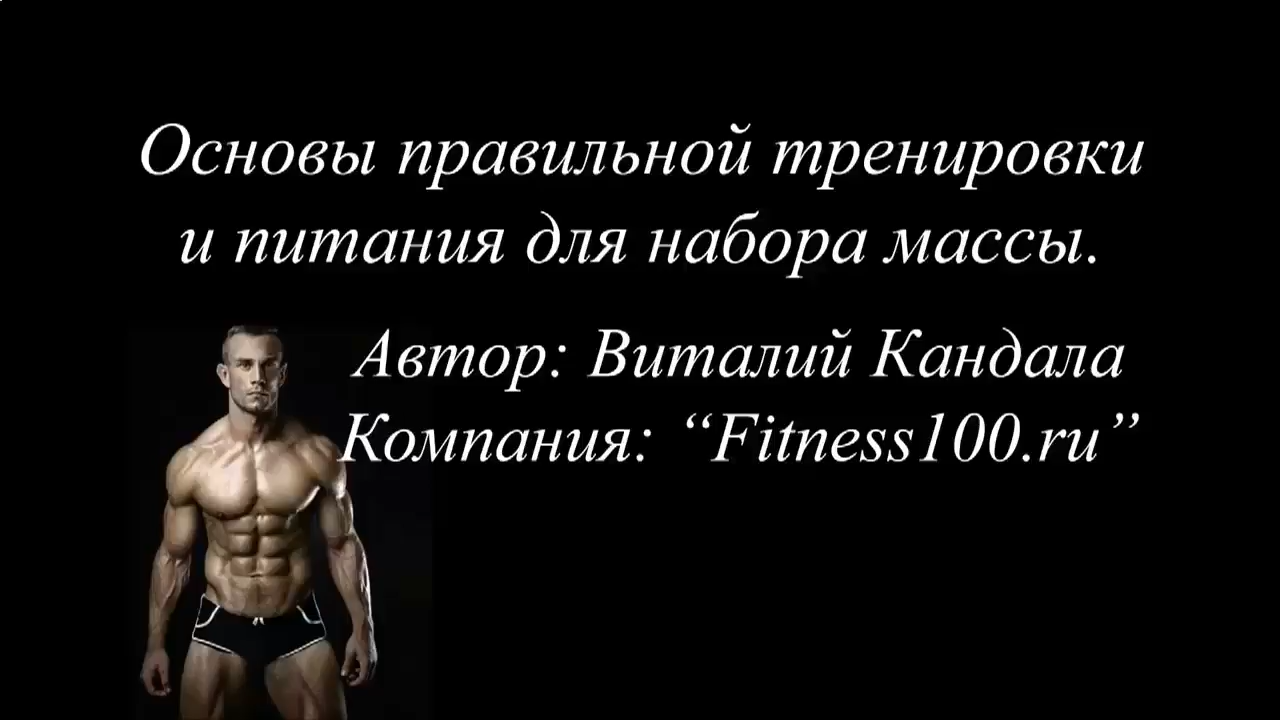 Основы правильной тренировки
и питания для набора массы.
Автор: Виталий Кандала
Компания: “Fitness100.ru”